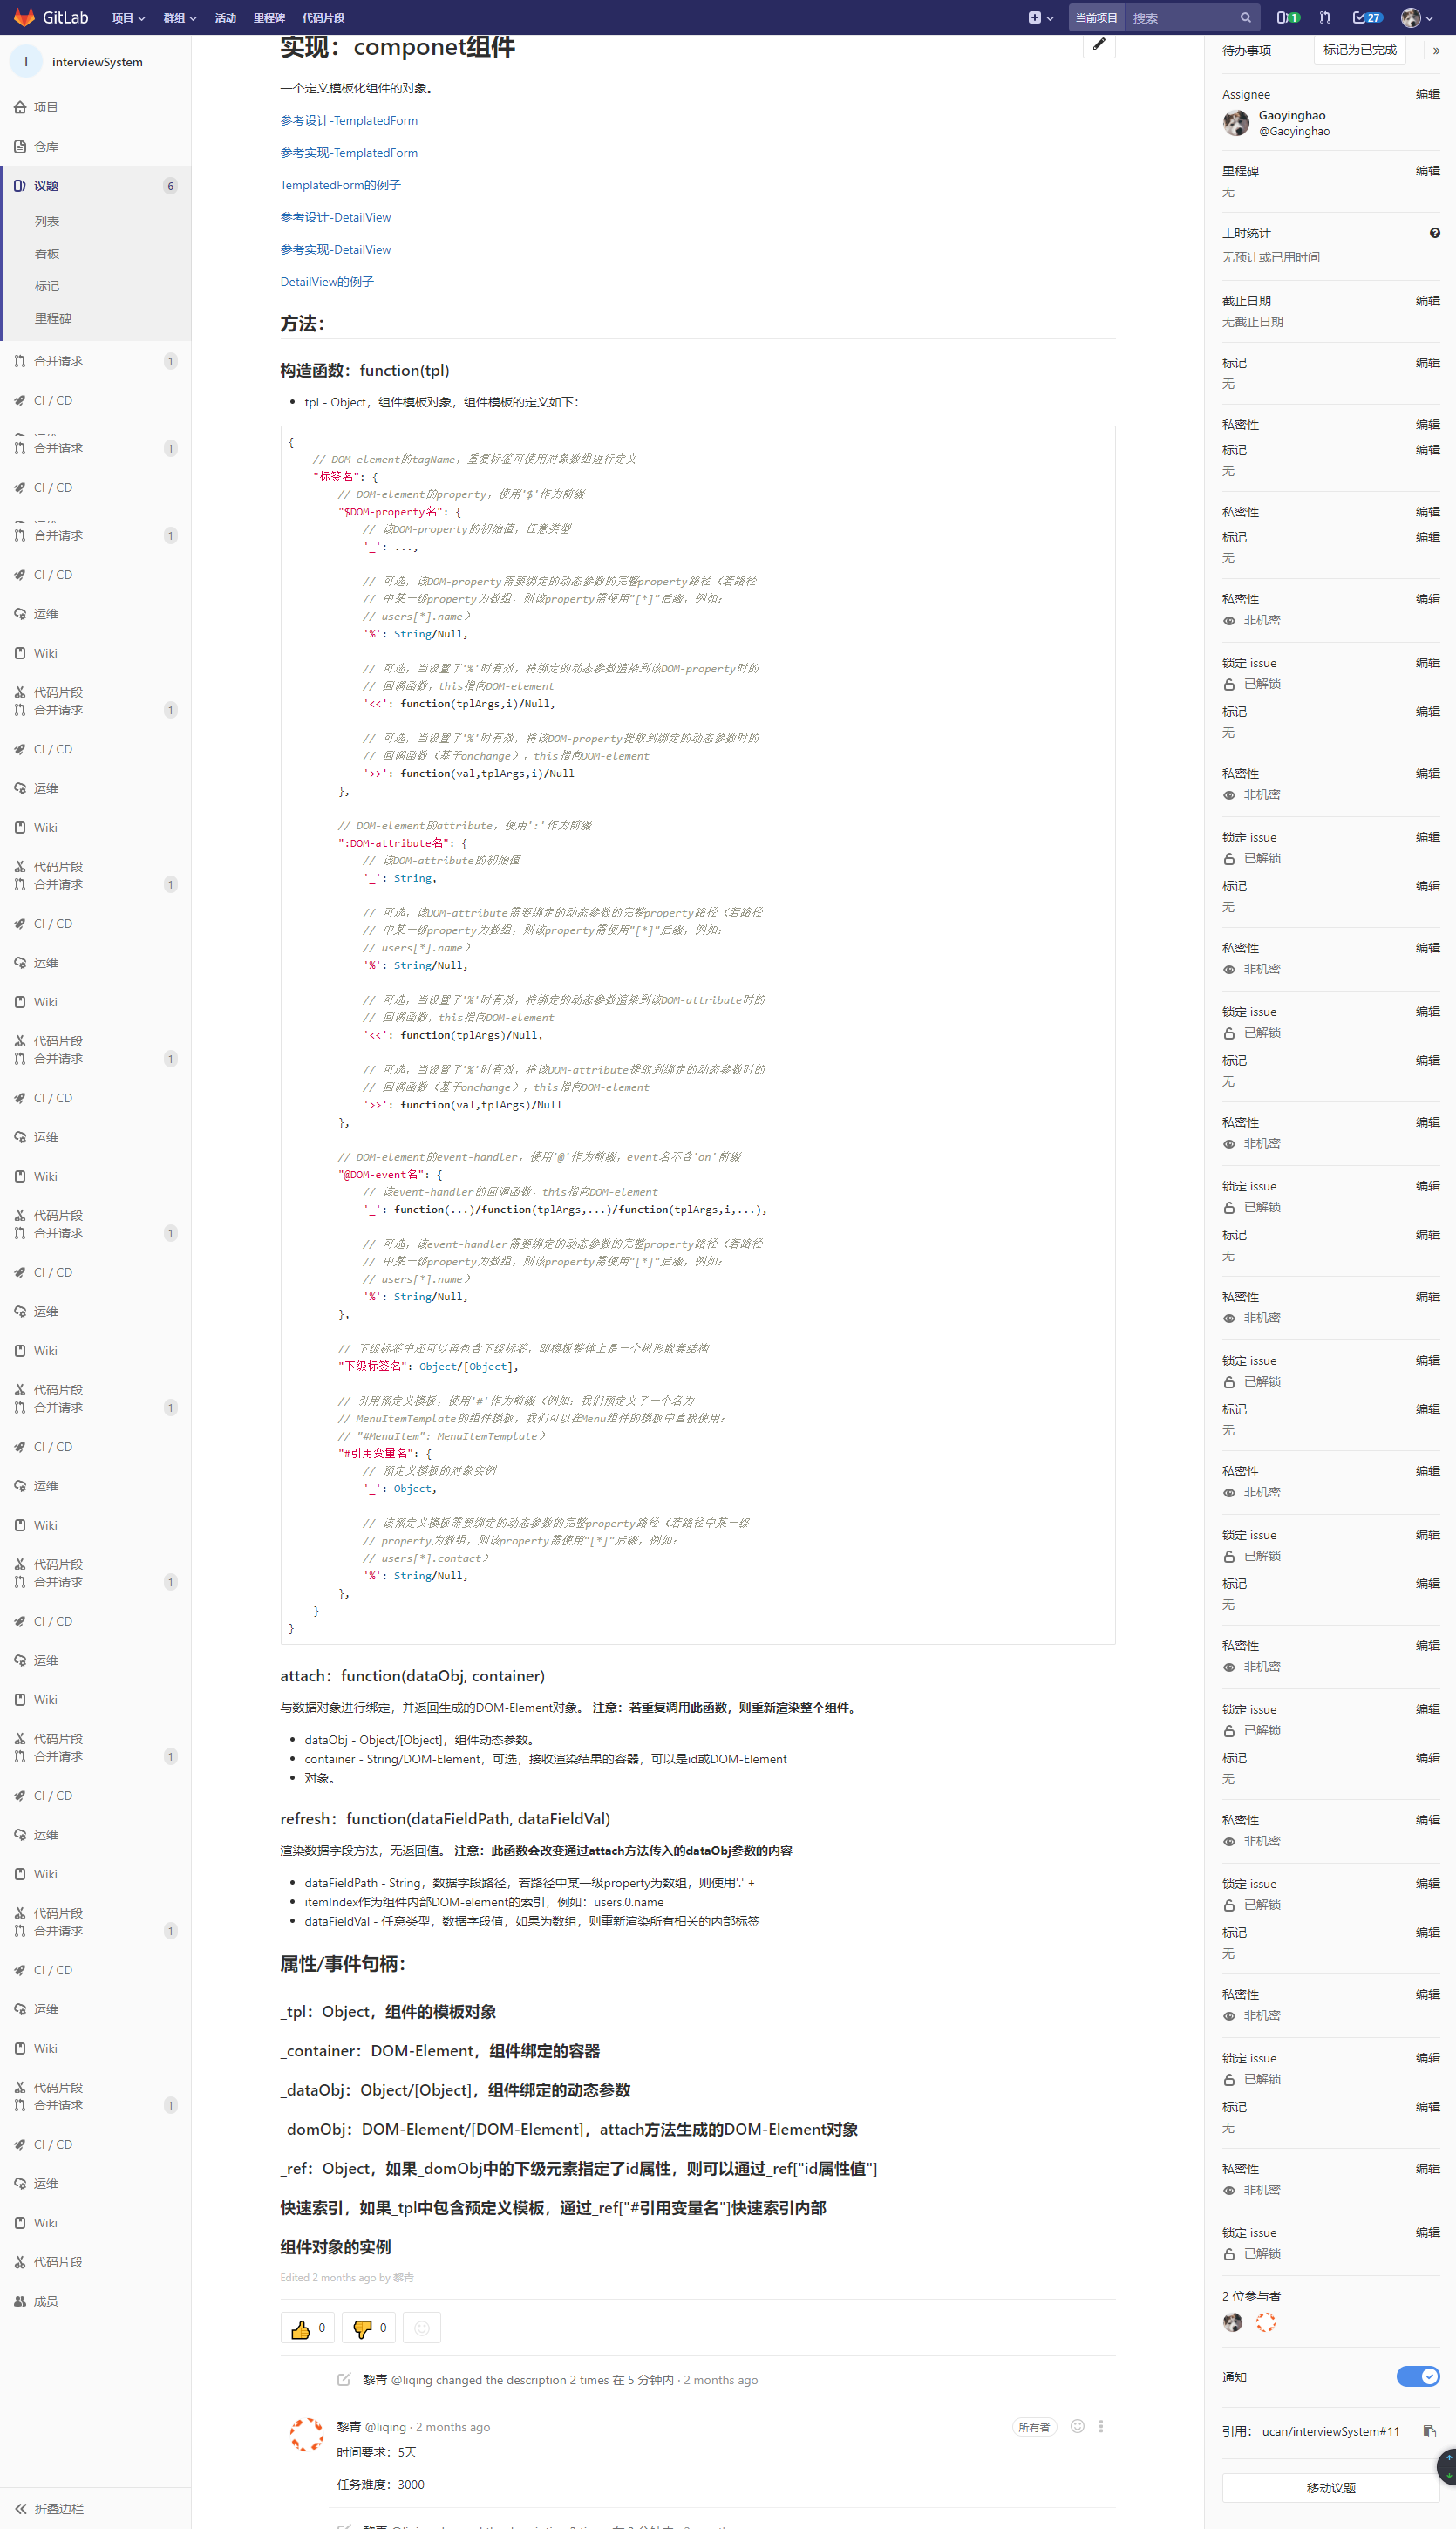 GitLab 项目 群组 活动 里程碑 代码片段 当前项目 搜索 1 27
I interviewSystem
项目
仓库
议题 6
列表
看板
标记
里程碑
合并请求 1
CI / CD
合并请求 1
CI / CD
合并请求 1
CI / CD
运维
Wiki
代码片段
合并请求 1
CI / CD
运维
Wiki
代码片段
合并请求 1
CI / CD
运维
Wiki
代码片段
合并请求 1
CI / CD
运维
Wiki
代码片段
合并请求 1
CI / CD
运维
Wiki
代码片段
合并请求 1
CI / CD
运维
Wiki
代码片段
合并请求 1
CI / CD
运维
Wiki
代码片段
合并请求 1
CI / CD
运维
Wiki
代码片段
合并请求 1
CI / CD
运维
Wiki
代码片段
合并请求 1
CI / CD
运维
Wiki
代码片段
成员
折叠边栏
实现：componet组件
一个定义模板化组件的对象。
参考设计-TemplatedForm
参考实现-TemplatedForm
TemplatedForm的例子
参考设计-DetailView
参考实现-DetailView
DetailView的例子
方法：
构造函数：function(tpl)
• tpl - Object，组件模板对象，组件模板的定义如下：
{
// DOM-element的tagName，重复标签可使用对象数组进行定义
"标签名": {
// DOM-element的property，使用'$'作为前缀
"$DOM-property名": {
// 该DOM-property的初始值，任意类型
'_': ...,
// 可选，该DOM-property需要绑定的动态参数的完整property路径（若路径
// 中某一级property为数组，则该property需使用"[*]"后缀，例如：
// users[*].name）
'%': String/Null,
// 可选，当设置了'%'时有效，将绑定的动态参数渲染到该DOM-property时的
// 回调函数，this指向DOM-element
'<<': function(tplArgs,i)/Null,
// 可选，当设置了'%'时有效，将该DOM-property提取到绑定的动态参数时的
// 回调函数（基于onchange），this指向DOM-element
'>>': function(val,tplArgs,i)/Null
},
// DOM-element的attribute，使用':'作为前缀
":DOM-attribute名": {
// 该DOM-attribute的初始值
'_': String,
// 可选，该DOM-attribute需要绑定的动态参数的完整property路径（若路径
// 中某一级property为数组，则该property需使用"[*]"后缀，例如：
// users[*].name）
'%': String/Null,
// 可选，当设置了'%'时有效，将绑定的动态参数渲染到该DOM-attribute时的
// 回调函数，this指向DOM-element
'<<': function(tplArgs)/Null,
// 可选，当设置了'%'时有效，将该DOM-attribute提取到绑定的动态参数时的
// 回调函数（基于onchange），this指向DOM-element
'>>': function(val,tplArgs)/Null
},
// DOM-element的event-handler，使用'@'作为前缀，event名不含'on'前缀
"@DOM-event名": {
// 该event-handler的回调函数，this指向DOM-element
'_': function(...)/function(tplArgs,...)/function(tplArgs,i,...),
// 可选，该event-handler需要绑定的动态参数的完整property路径（若路径
// 中某一级property为数组，则该property需使用"[*]"后缀，例如：
// users[*].name）
'%': String/Null,
},
// 下级标签中还可以再包含下级标签，即模板整体上是一个树形嵌套结构
"下级标签名": Object/[Object],
// 引用预定义模板，使用'#'作为前缀（例如：我们预定义了一个名为
// MenuItemTemplate的组件模板，我们可以在Menu组件的模板中直接使用：
// "#MenuItem": MenuItemTemplate）
"#引用变量名": {
// 预定义模板的对象实例
'_': Object,
// 该预定义模板需要绑定的动态参数的完整property路径（若路径中某一级
// property为数组，则该property需使用"[*]"后缀，例如：
// users[*].contact）
'%': String/Null,
},
}
}
attach：function(dataObj, container)
与数据对象进行绑定，并返回生成的DOM-Element对象。 注意：若重复调用此函数，则重新渲染整个组件。
• dataObj - Object/[Object]，组件动态参数。
• container - String/DOM-Element，可选，接收渲染结果的容器，可以是id或DOM-Element
• 对象。
refresh：function(dataFieldPath, dataFieldVal)
渲染数据字段方法，无返回值。 注意：此函数会改变通过attach方法传入的dataObj参数的内容
• dataFieldPath - String，数据字段路径，若路径中某一级property为数组，则使用'.' +
• itemIndex作为组件内部DOM-element的索引，例如：users.0.name
• dataFieldVal - 任意类型，数据字段值，如果为数组，则重新渲染所有相关的内部标签
属性/事件句柄：
_tpl：Object，组件的模板对象
_container：DOM-Element，组件绑定的容器
_dataObj：Object/[Object]，组件绑定的动态参数
_domObj：DOM-Element/[DOM-Element]，attach方法生成的DOM-Element对象
_ref：Object，如果_domObj中的下级元素指定了id属性，则可以通过_ref["id属性值"]
快速索引，如果_tpl中包含预定义模板，通过_ref["#引用变量名"]快速索引内部
组件对象的实例
Edited 2 months ago by 黎青
0 0
黎青 @liqing changed the description 2 times 在 5 分钟内 · 2 months ago
黎青 @liqing · 2 months ago 所有者
时间要求：5天
任务难度：3000
待办事项 标记为已完成 »
Assignee 编辑
Gaoyinghao
@Gaoyinghao
里程碑 编辑
无
工时统计
无预计或已用时间
截止日期 编辑
无截止日期
标记 编辑
无
私密性 编辑
标记 编辑
无
私密性 编辑
标记 编辑
无
私密性 编辑
非机密
锁定 issue 编辑
已解锁
标记 编辑
无
私密性 编辑
非机密
锁定 issue 编辑
已解锁
标记 编辑
无
私密性 编辑
非机密
锁定 issue 编辑
已解锁
标记 编辑
无
私密性 编辑
非机密
锁定 issue 编辑
已解锁
标记 编辑
无
私密性 编辑
非机密
锁定 issue 编辑
已解锁
标记 编辑
无
私密性 编辑
非机密
锁定 issue 编辑
已解锁
标记 编辑
无
私密性 编辑
非机密
锁定 issue 编辑
已解锁
标记 编辑
无
私密性 编辑
非机密
锁定 issue 编辑
已解锁
标记 编辑
无
私密性 编辑
非机密
锁定 issue 编辑
已解锁
标记 编辑
无
私密性 编辑
非机密
锁定 issue 编辑
已解锁
2 位参与者
通知
引用： ucan/interviewSystem#11
移动议题